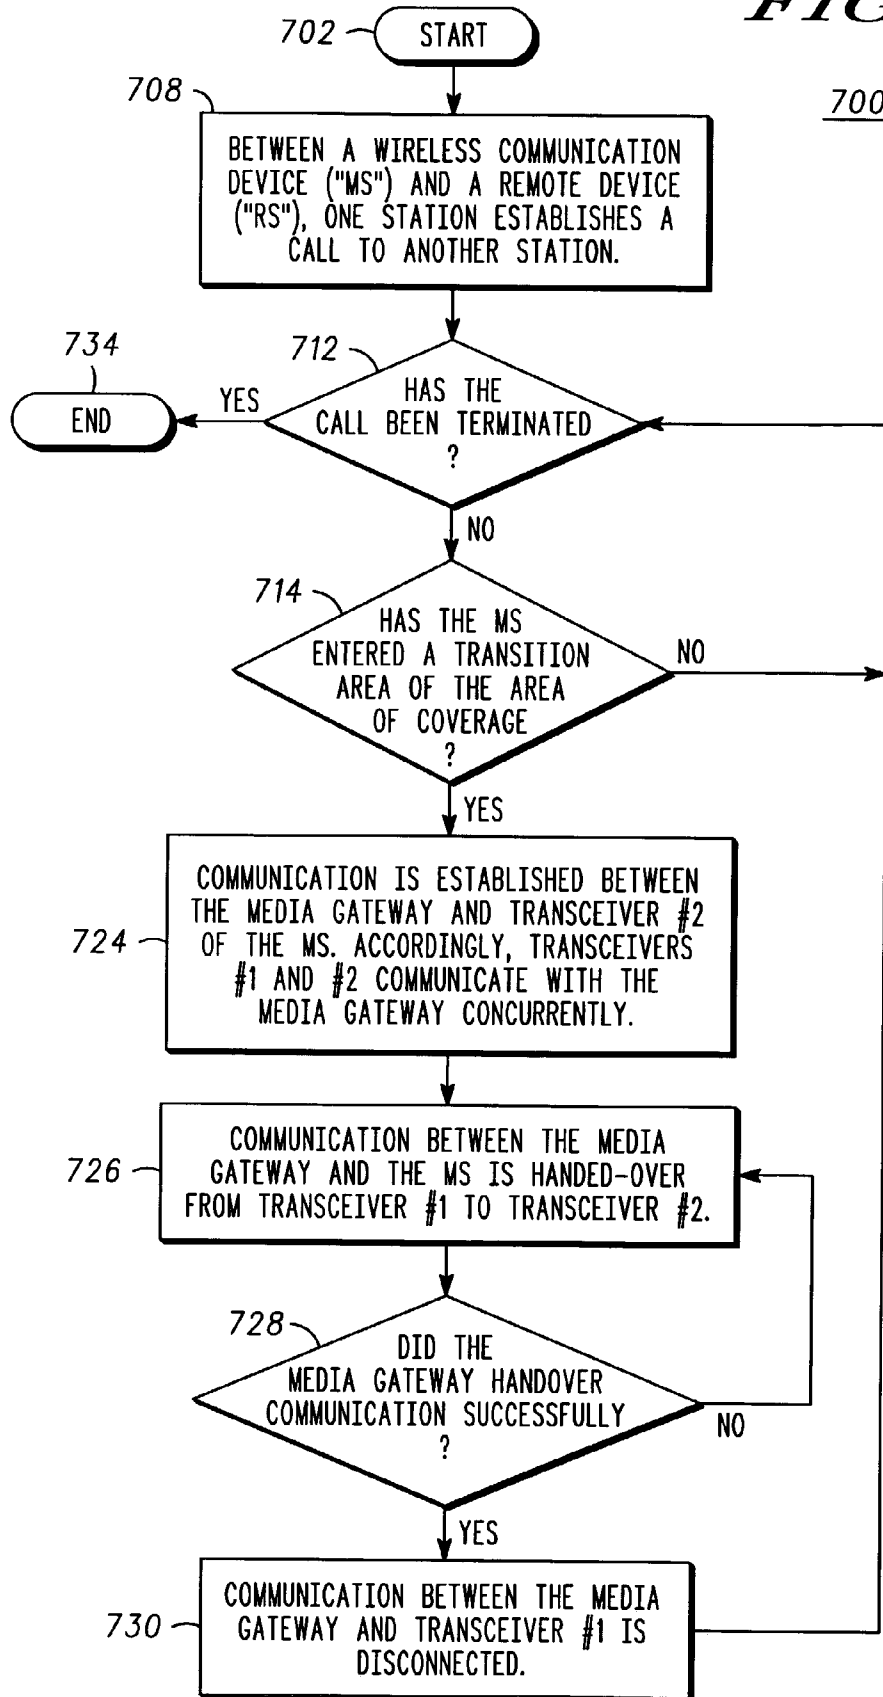 FIG
702
START
708
700
BETWEEN A WIRELESS COMMUNICATION
DEVICE ("MS") AND A REMOTE DEVICE
("RS"), ONE STATION ESTABLISHES A
CALL TO ANOTHER STATION.
734
712
END
YES
HAS THE
CALL BEEN TERMINATED
?
NO
714
HAS THE MS
ENTERED A TRANSITION
AREA OF THE AREA
OF COVERAGE
?
NO
YES
724
COMMUNICATION IS ESTABLISHED BETWEEN
THE MEDIA GATEWAY AND TRANSCEIVER #2
OF THE MS. ACCORDINGLY, TRANSCEIVERS
#1 AND #2 COMMUNICATE WITH THE
MEDIA GATEWAY CONCURRENTLY.
726
COMMUNICATION BETWEEN THE MEDIA
GATEWAY AND THE MS IS HANDED-OVER
FROM TRANSCEIVER #1 TO TRANSCEIVER #2.
728
DID THE
MEDIA GATEWAY HANDOVER
COMMUNICATION SUCCESSFULLY
?
NO
YES
730
COMMUNICATION BETWEEN THE MEDIA
GATEWAY AND TRANSCEIVER #1 IS
DISCONNECTED.